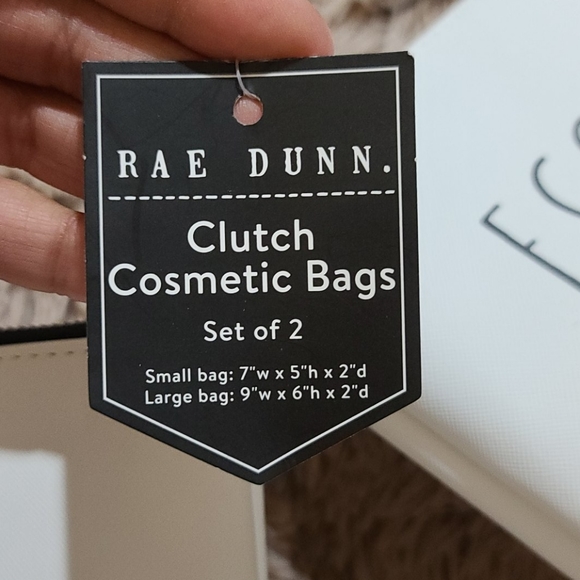 RAE DUNN.
Clutch
Cosmetic Bags
Set of 2
Small bag: 7"w x 5"h x 2"d
Large bag: 9"w x 6"h x 2"d